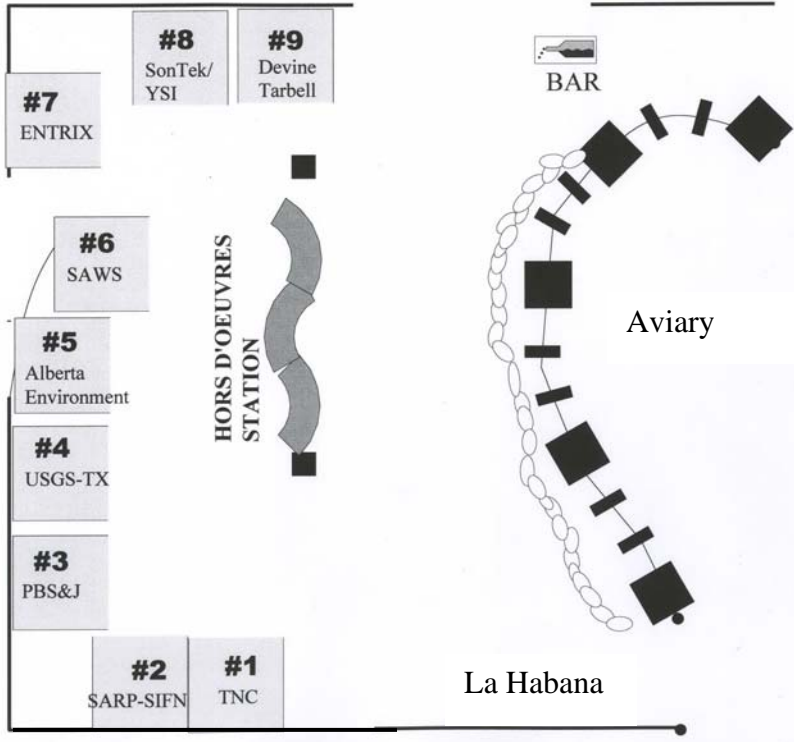 #8
SonTek/
YSI
#9
Devine
Tarbell
BAR
#7
ENTRIX
#6
SAWS
HORS D'OEUVRES
STATION
Aviary
#5
Alberta
Environment
#4
USGS-TX
#3
PBS&J
#2
SARP-SIFN
#1
TNC
La Habana